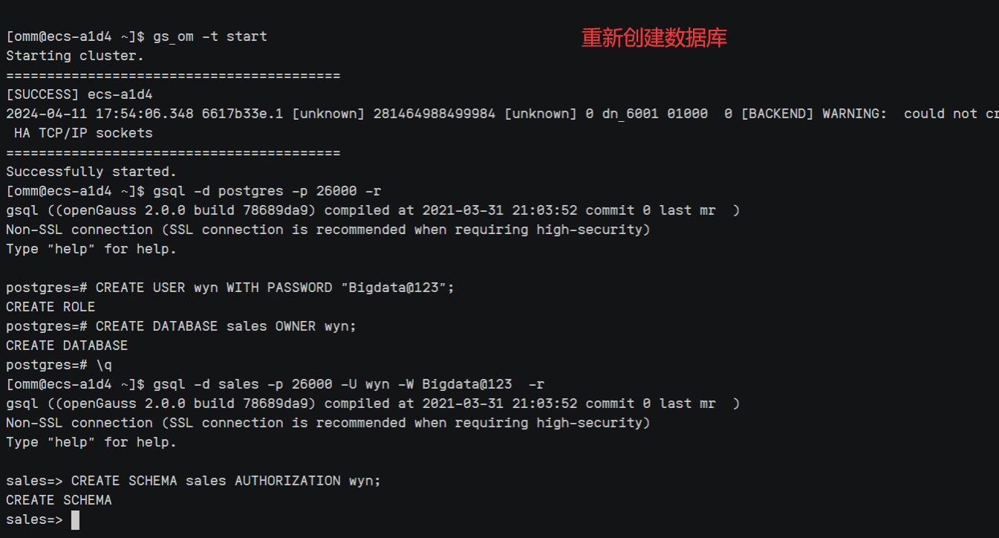 [omm@ecs-a1d4 ~]$ gs_om -t start
重新创建数据库
Starting cluster.
=========================================
[SUCCESS] ecs-a1d4
2024-04-11 17:54:06.348 6617b33e.1 [unknown] 281464988499984 [unknown] 0 dn_6001 01000  0 [BACKEND] WARNING:  could not cr
 HA TCP/IP sockets
=========================================
Successfully started.
[omm@ecs-a1d4 ~]$ gsql -d postgres -p 26000 -r
gsql ((openGauss 2.0.0 build 78689da9) compiled at 2021-03-31 21:03:52 commit 0 last mr  )
Non-SSL connection (SSL connection is recommended when requiring high-security)
Type "help" for help.
postgres=# CREATE USER wyn WITH PASSWORD "Bigdata@123";
CREATE ROLE
postgres=# CREATE DATABASE sales OWNER wyn;
CREATE DATABASE
postgres=# \q
[omm@ecs-a1d4 ~]$ gsql -d sales -p 26000 -U wyn -W Bigdata@123  -r
gsql ((openGauss 2.0.0 build 78689da9) compiled at 2021-03-31 21:03:52 commit 0 last mr  )
Non-SSL connection (SSL connection is recommended when requiring high-security)
Type "help" for help.
sales=> CREATE SCHEMA sales AUTHORIZATION wyn;
CREATE SCHEMA
sales=>